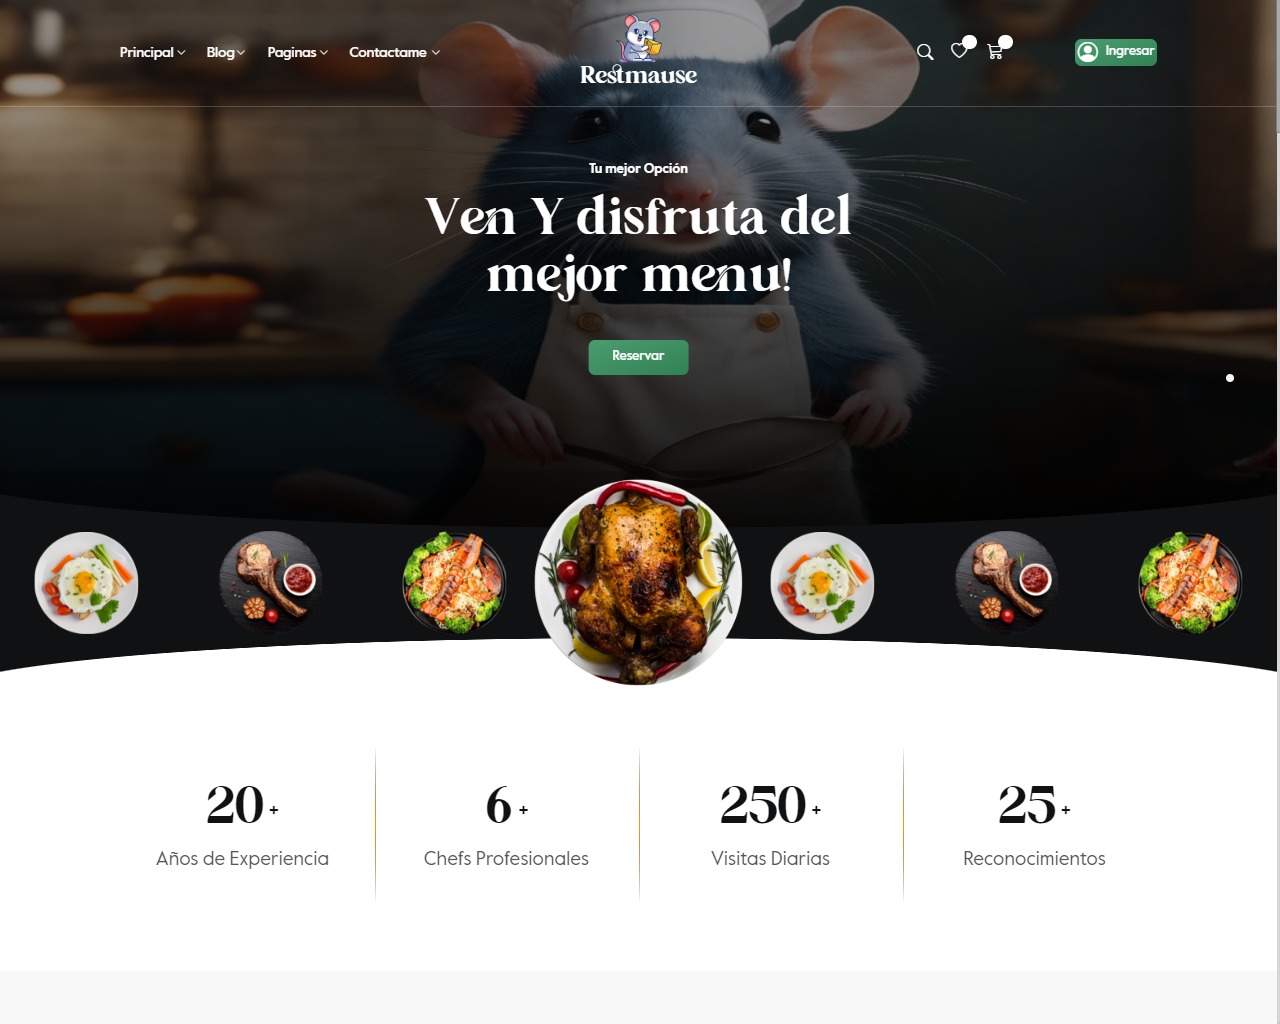 Principal Blog Paginas Contactame
Restmause
Ingresar
Tu mejor Opción
Ven Y disfruta del
mejor menu!
Reservar
20 + 6 + 250 + 25 +
Años de Experiencia Chefs Profesionales Visitas Diarias Reconocimientos